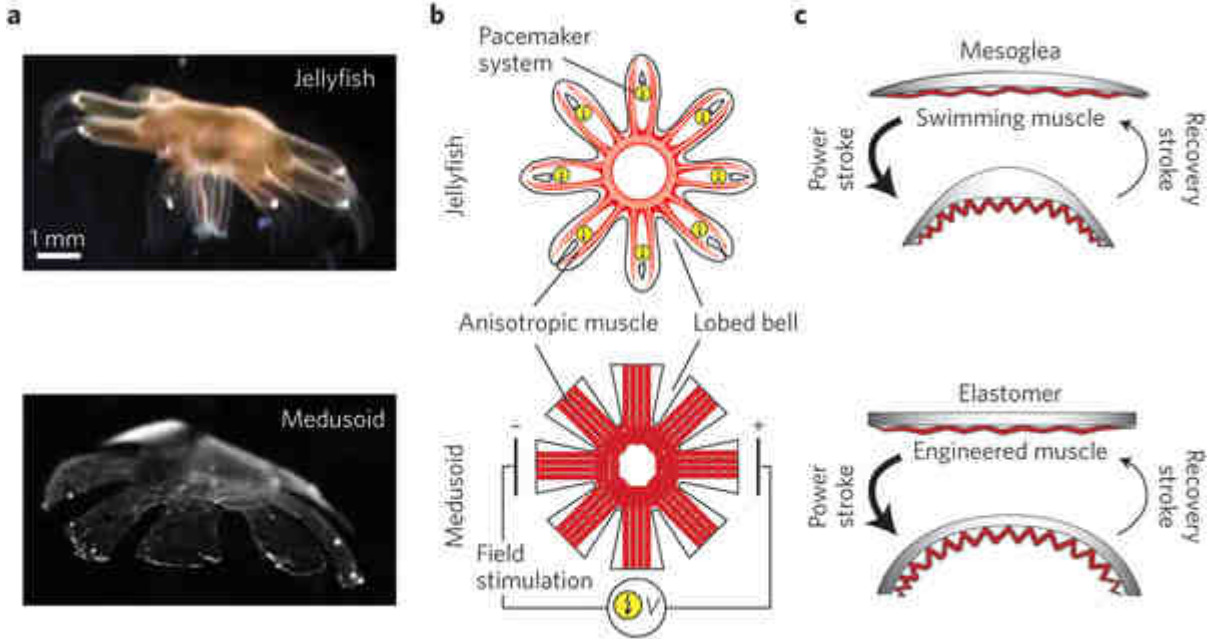 a
Jellyfish
1 mm
Medusoid
b
Pacemaker
system
Jellyfish
Anisotropic muscle
Lobed bell
Medusoid
-
+
Field
stimulation
V
c
Mesoglea
Swimming muscle
Power
stroke
Recovery
stroke
Elastomer
Engineered muscle
Power
stroke
Recovery
stroke